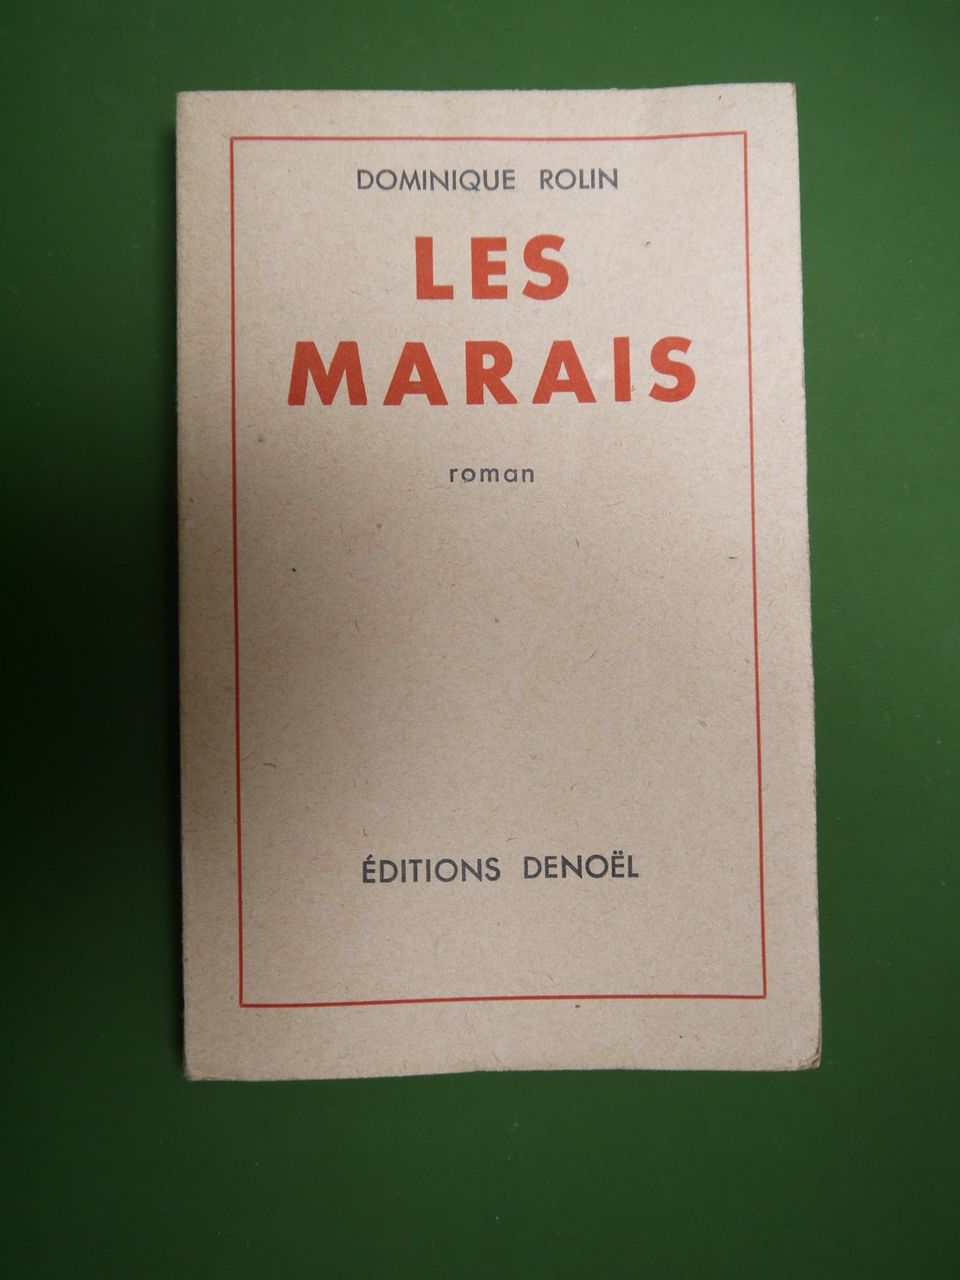 DOMINIQUE ROLIN
LES
MARAIS
roman
ÉDITIONS DENOËL